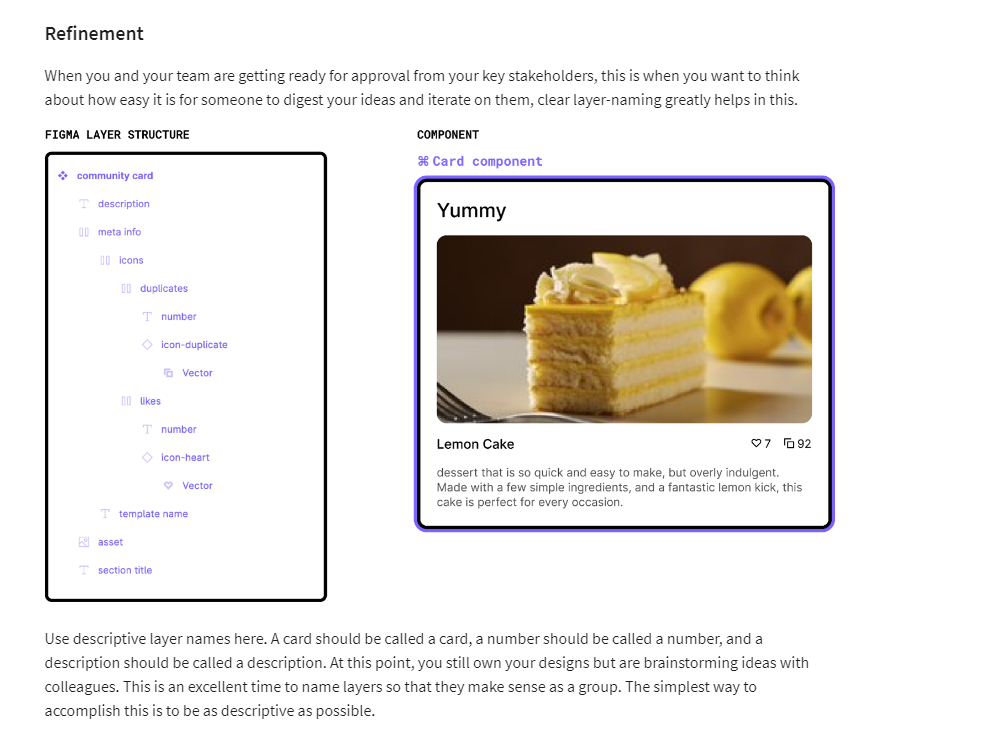 Refinement
When you and your team are getting ready for approval from your key stakeholders, this is when you want to think
about how easy it is for someone to digest your ideas and iterate on them, clear layer-naming greatly helps in this.
FIGMA LAYER STRUCTURE
community card
description
meta info
icons
duplicates
number
icon-duplicate
Vector
likes
number
icon-heart
Vector
template name
asset
section title
COMPONENT
⌘ Card component
Yummy
Lemon Cake
7
92
dessert that is so quick and easy to make, but overly indulgent.
Made with a few simple ingredients, and a fantastic lemon kick, this
cake is perfect for every occasion.
Use descriptive layer names here. A card should be called a card, a number should be called a number, and a
description should be called a description. At this point, you still own your designs but are brainstorming ideas with
colleagues. This is an excellent time to name layers so that they make sense as a group. The simplest way to
accomplish this is to be as descriptive as possible.